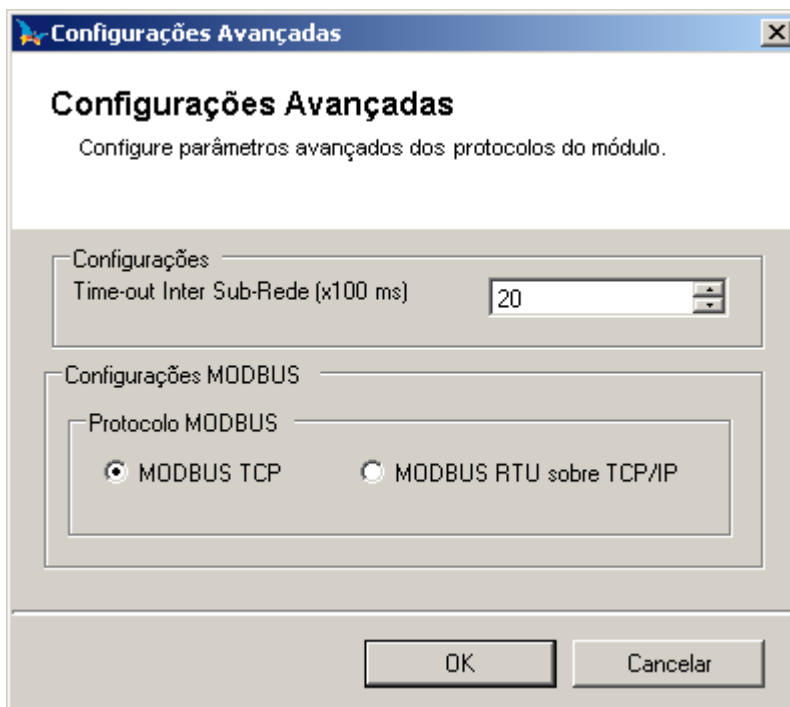 Configurações Avançadas
Configurações Avançadas
Configure parâmetros avançados dos protocolos do módulo.
Configurações
Time-out Inter Sub-Rede (x100 ms)
20
Configurações MODBUS
Protocolo MODBUS
MODBUS TCP
MODBUS RTU sobre TCP/IP
OK
Cancelar